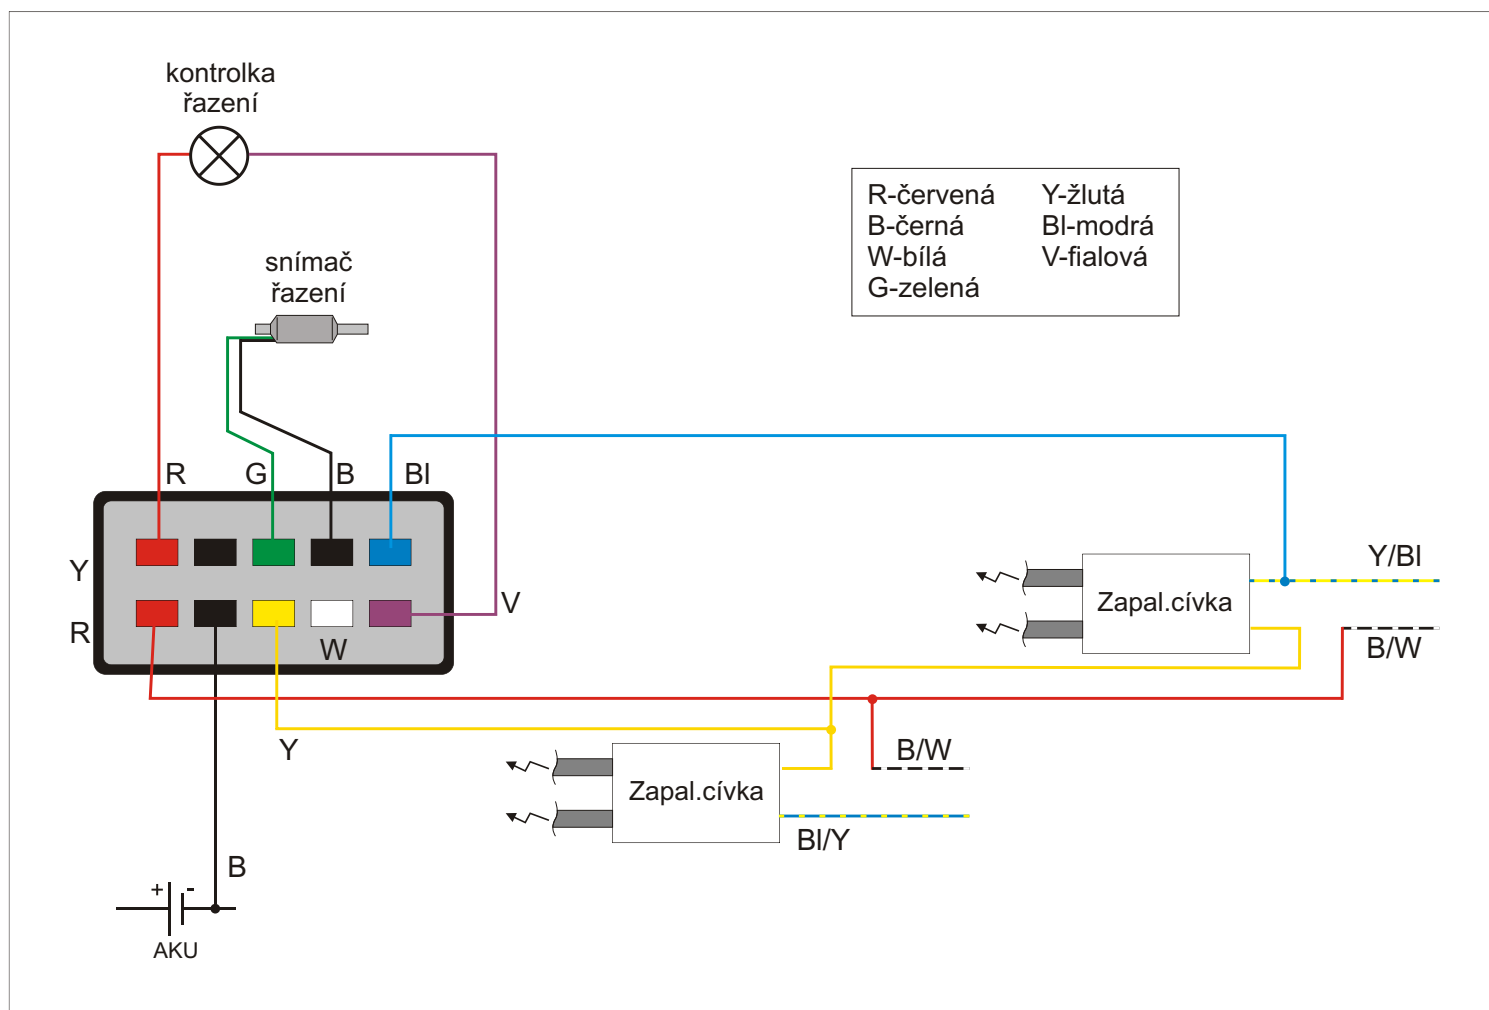 kontrolka
řazení
R-červená Y-žlutá
B-černá Bl-modrá
W-bílá V-fialová
G-zelená
snímač
řazení
R G B Bl
Y
R
W
V
Y/Bl
Zapal.cívka
B/W
Y
B/W
Zapal.cívka
Bl/Y
B
+ -
AKU